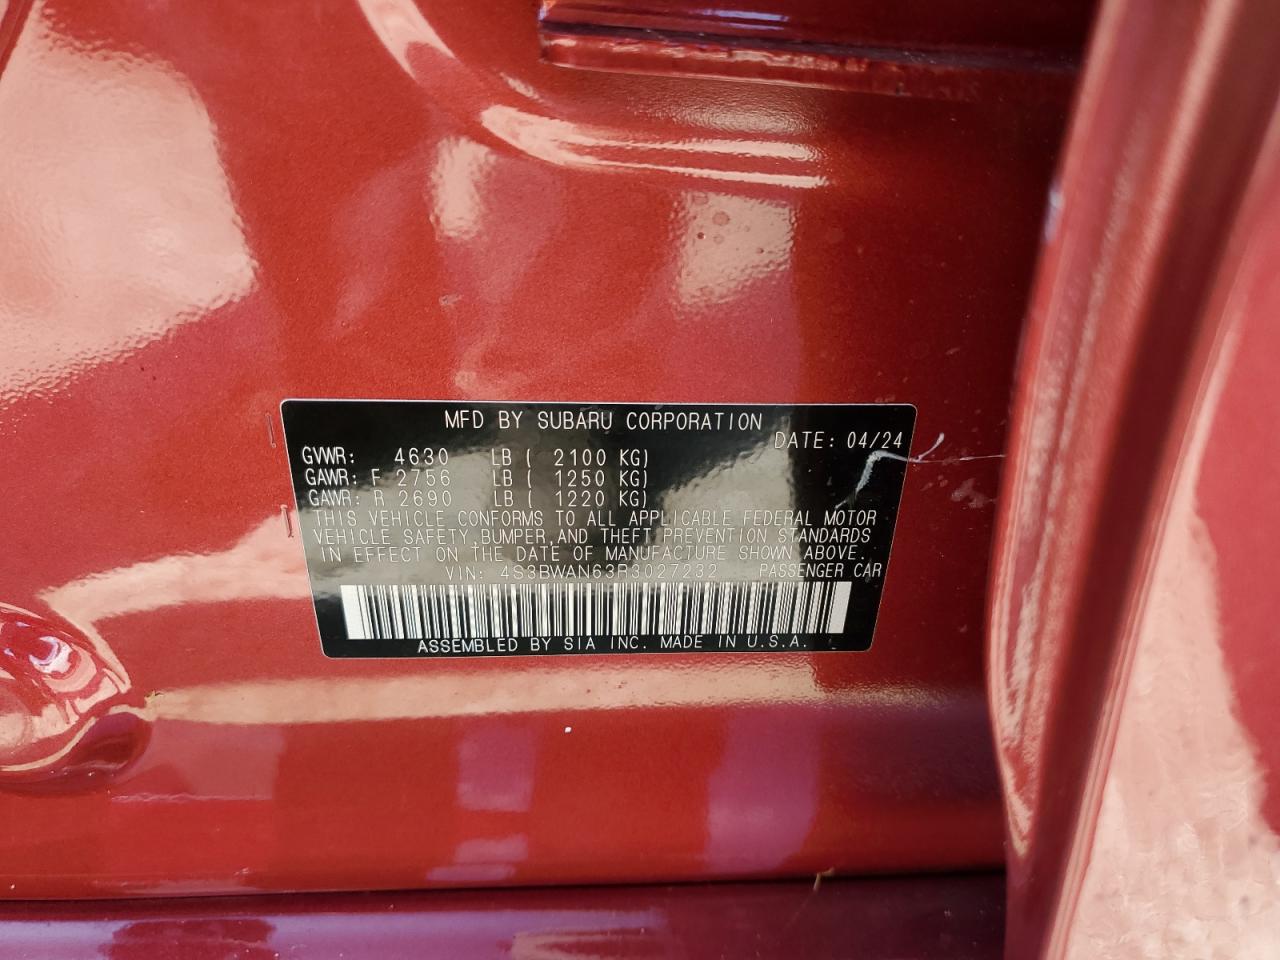 MFD BY SUBARU CORPORATION
DATE: 04/24
GVWR: 4630 LB ( 2100 KG)
GAWR: F 2756 LB ( 1250 KG)
GAWR: R 2690 LB ( 1220 KG)
THIS VEHICLE CONFORMS TO ALL APPLICABLE FEDERAL MOTOR
VEHICLE SAFETY, BUMPER, AND THEFT PREVENTION STANDARDS
IN EFFECT ON THE DATE OF MANUFACTURE SHOWN ABOVE.
VIN: 4S3BWAN63R3027232 PASSENGER CAR
ASSEMBLED BY SIA INC. MADE IN U.S.A.